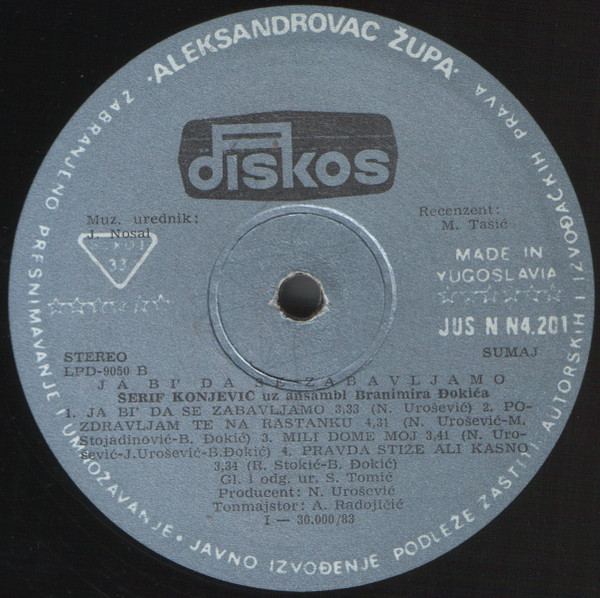 ·ALEKSANDROVAC ŽUPA·
ZABRANJENO PRESNIMAVANJE I UMNOŽAVANJE • JAVNO IZVOĐENJE PODLEŽE ZAŠTITI AUTORSKIH I IZVOĐAČKIH PRAVA
diskos
Muz. urednik:
J. Nosal
33
Recenzent:
M. Tasić
MADE IN
YUGOSLAVIA
JUS N N4.201
STEREO
SUMAJ
LPD-9050 B
JA BI' DA SE ZABAVLJAMO
SERIF KONJEVIĆ uz ansambl Branimira Đokića
1. JA BI' DA SE ZABAVLJAMO 3,33 (N. Urošević) 2. PO-
ZDRAVLJAM TE NA RASTANKU 4,31 (N. Urošević-M.
Stojadinović-B. Đokić) 3. MILI DOME MOJ 3,41 (N. Uro-
šević-J.Urošević-B.Đokić) 4. PRAVDA STIŽE ALI KASNO
3,34 (R. Stokić-B. Đokić)
Gl. i odg. ur. S. Tomić
Producent: N. Urošević
Tonmajstor: A. Radojičić
I — 30.000/83